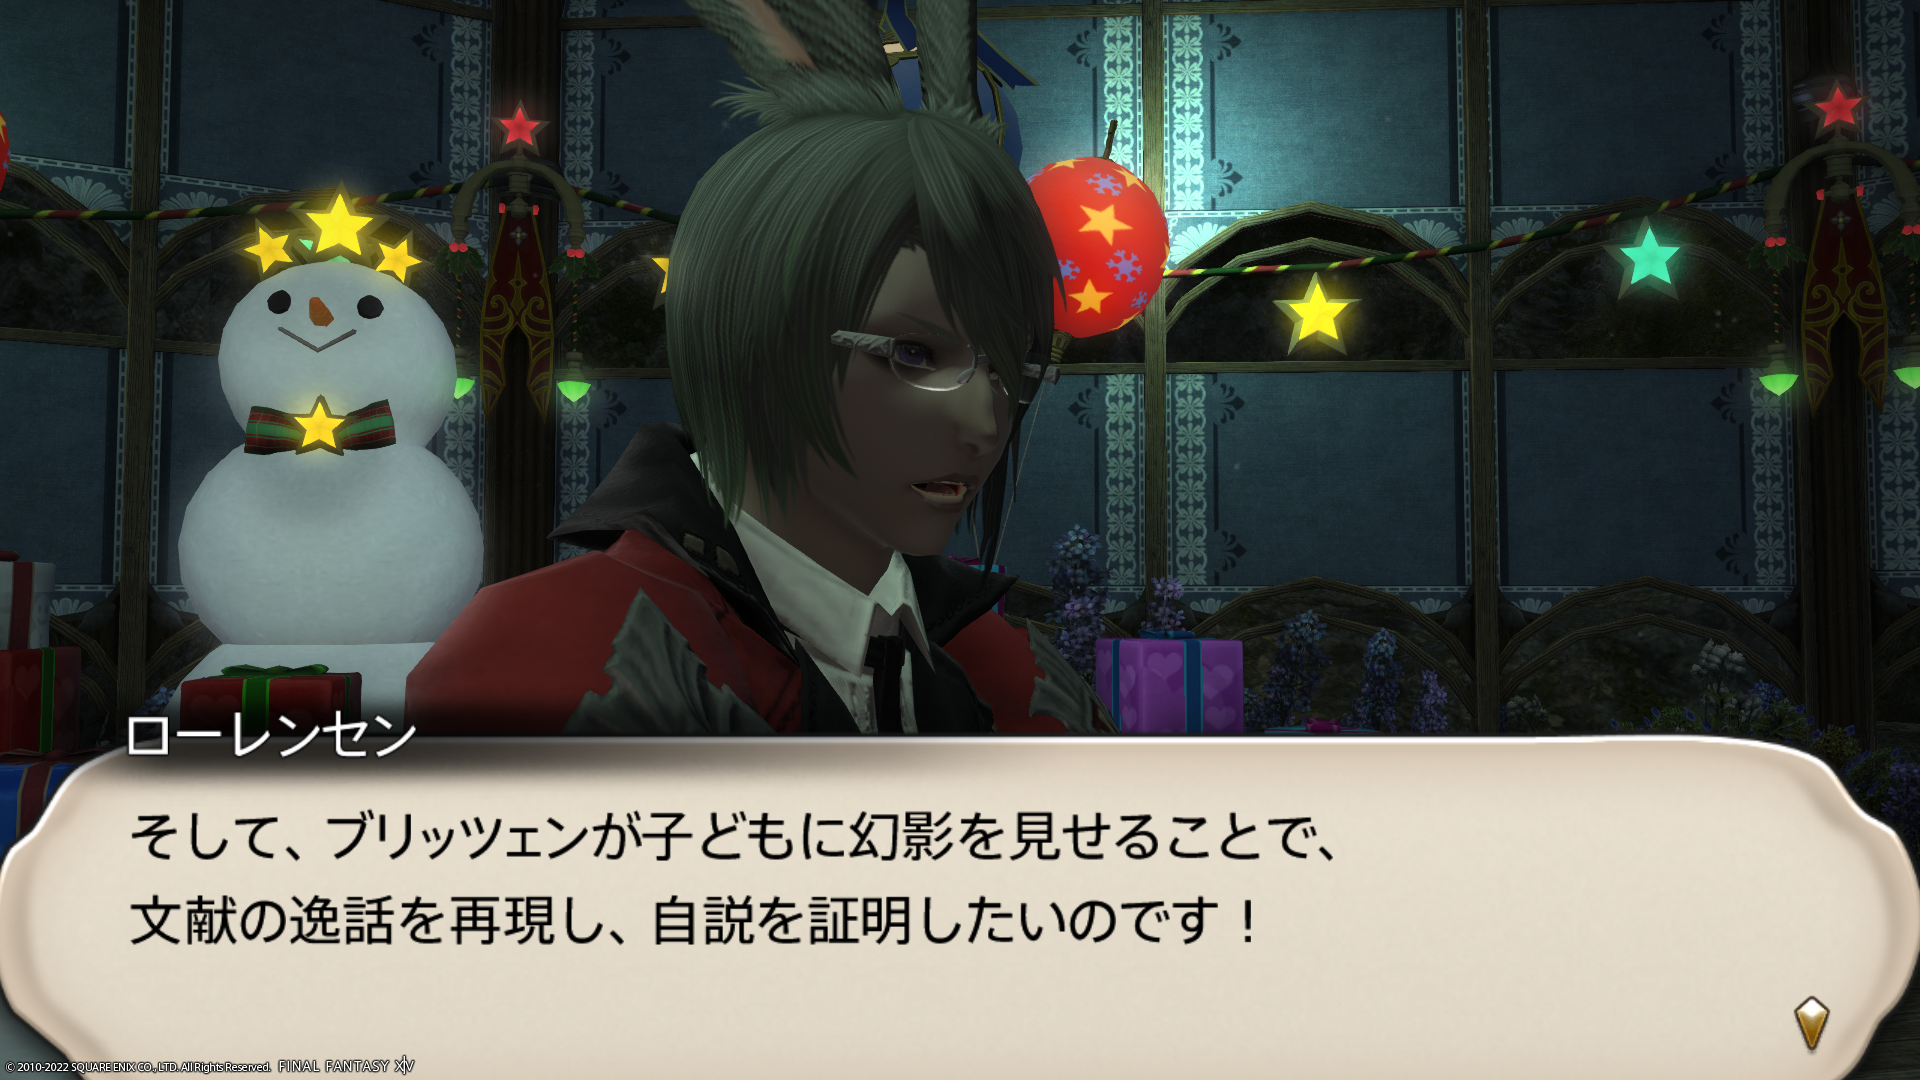 ローレンセン
そして、ブリッツェンが子どもに幻影を見せることで、
文献の逸話を再現し、自説を証明したいのです！
© 2010-2022 SQUARE ENIX CO., LTD. All Rights Reserved. FINAL FANTASY XIV